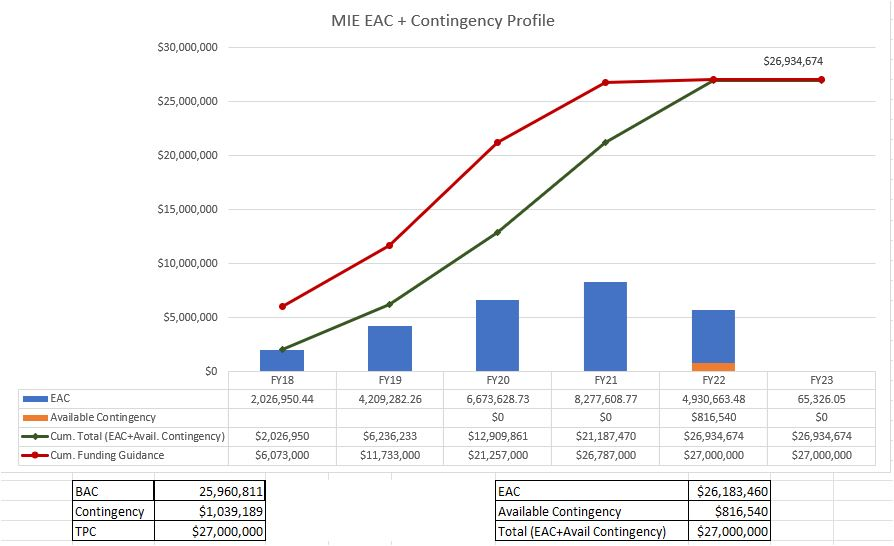 MIE EAC + Contingency Profile
$30,000,000
$26,934,674
$25,000,000
$20,000,000
$15,000,000
$10,000,000
$5,000,000
$0
FY18 FY19 FY20 FY21 FY22 FY23
EAC 2,026,950.44 4,209,282.26 6,673,628.73 8,277,608.77 4,930,663.48 65,326.05
Available Contingency $0 $0 $816,540 $0
Cum. Total (EAC+Avail. Contingency) $2,026,950 $6,236,233 $12,909,861 $21,187,470 $26,934,674 $26,934,674
Cum. Funding Guidance $6,073,000 $11,733,000 $21,257,000 $26,787,000 $27,000,000 $27,000,000
BAC 25,960,811 EAC $26,183,460
Contingency $1,039,189 Available Contingency $816,540
TPC $27,000,000 Total (EAC+Avail Contingency) $27,000,000